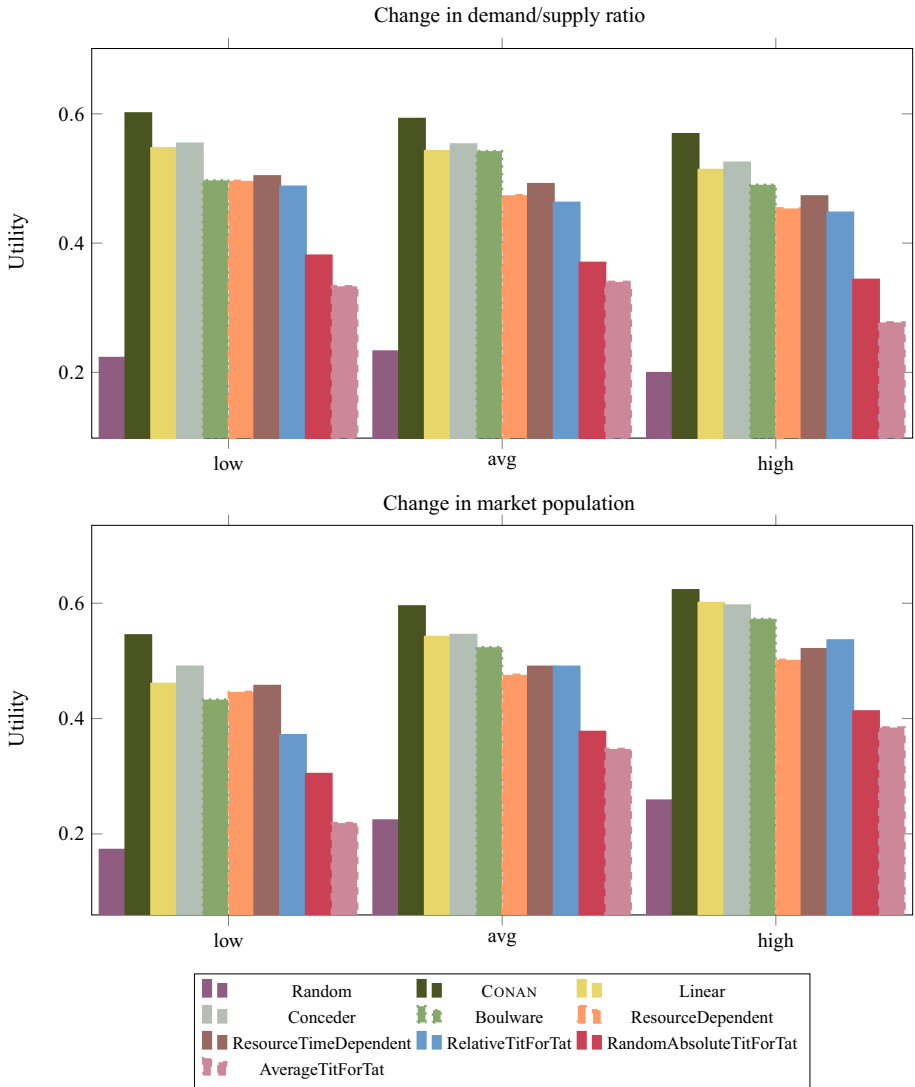 Change in demand/supply ratio
0.6
0.4
0.2
Utility
low avg high
Change in market population
0.6
0.4
0.2
Utility
low avg high
Random CONAN Linear
Conceder Boulware ResourceDependent
ResourceTimeDependent RelativeTitForTat RandomAbsoluteTitForTat
AverageTitForTat